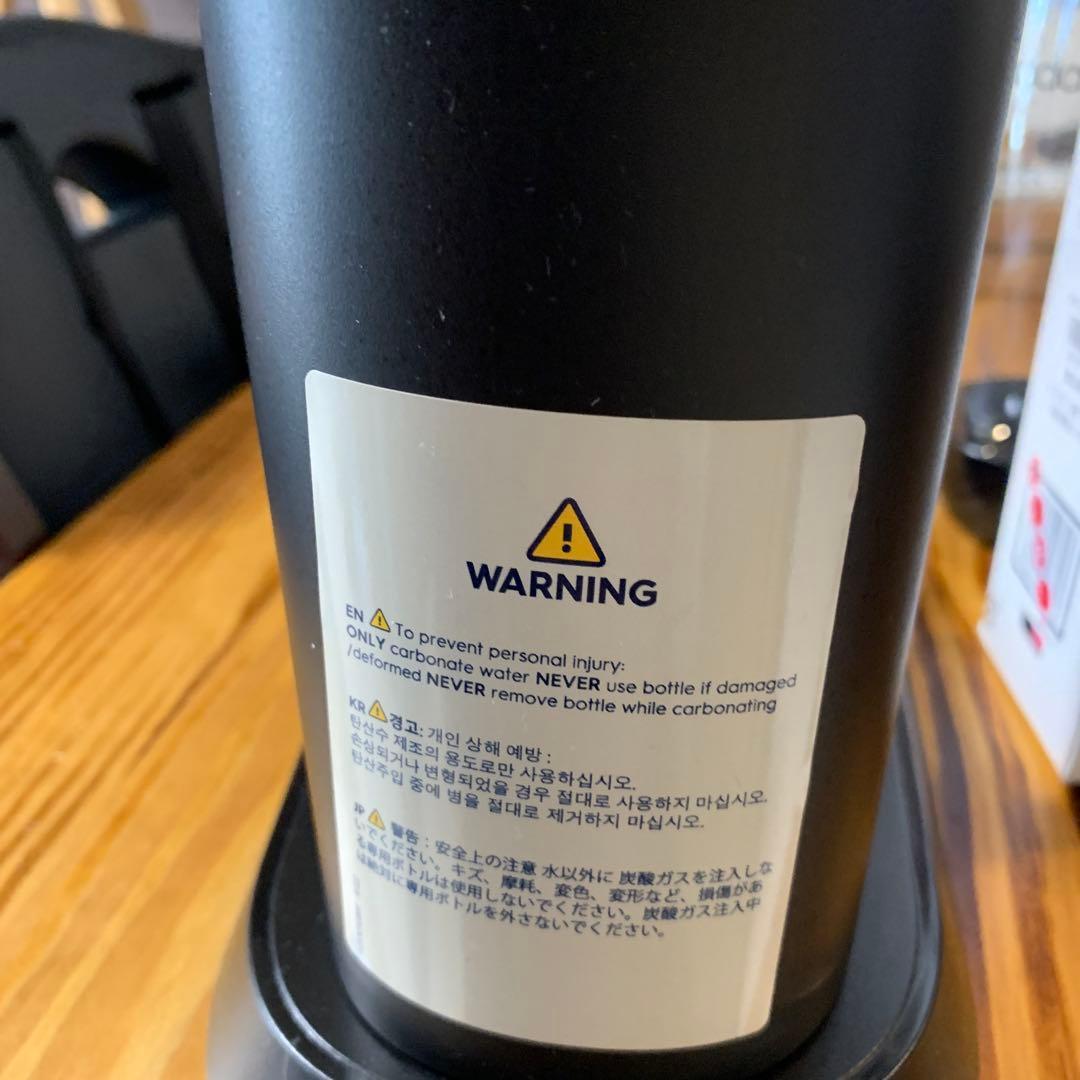 WARNING
EN To prevent personal injury:
ONLY carbonate water NEVER use bottle if damaged
/deformed NEVER remove bottle while carbonating
KR 경고: 개인 상해 예방 :
탄산수 제조의 용도로만 사용하십시오.
손상되거나 변형되었을 경우 절대로 사용하지 마십시오.
탄산주입 중에 병을 절대로 제거하지 마십시오.
JP 警告：安全上の注意 水以外に 炭酸ガスを注入しな
いでください。キズ、摩耗、変色、変形など、損傷があ
る専用ボトルは使用しないでください。炭酸ガス注入中
は絶対に専用ボトルを外さないでください。